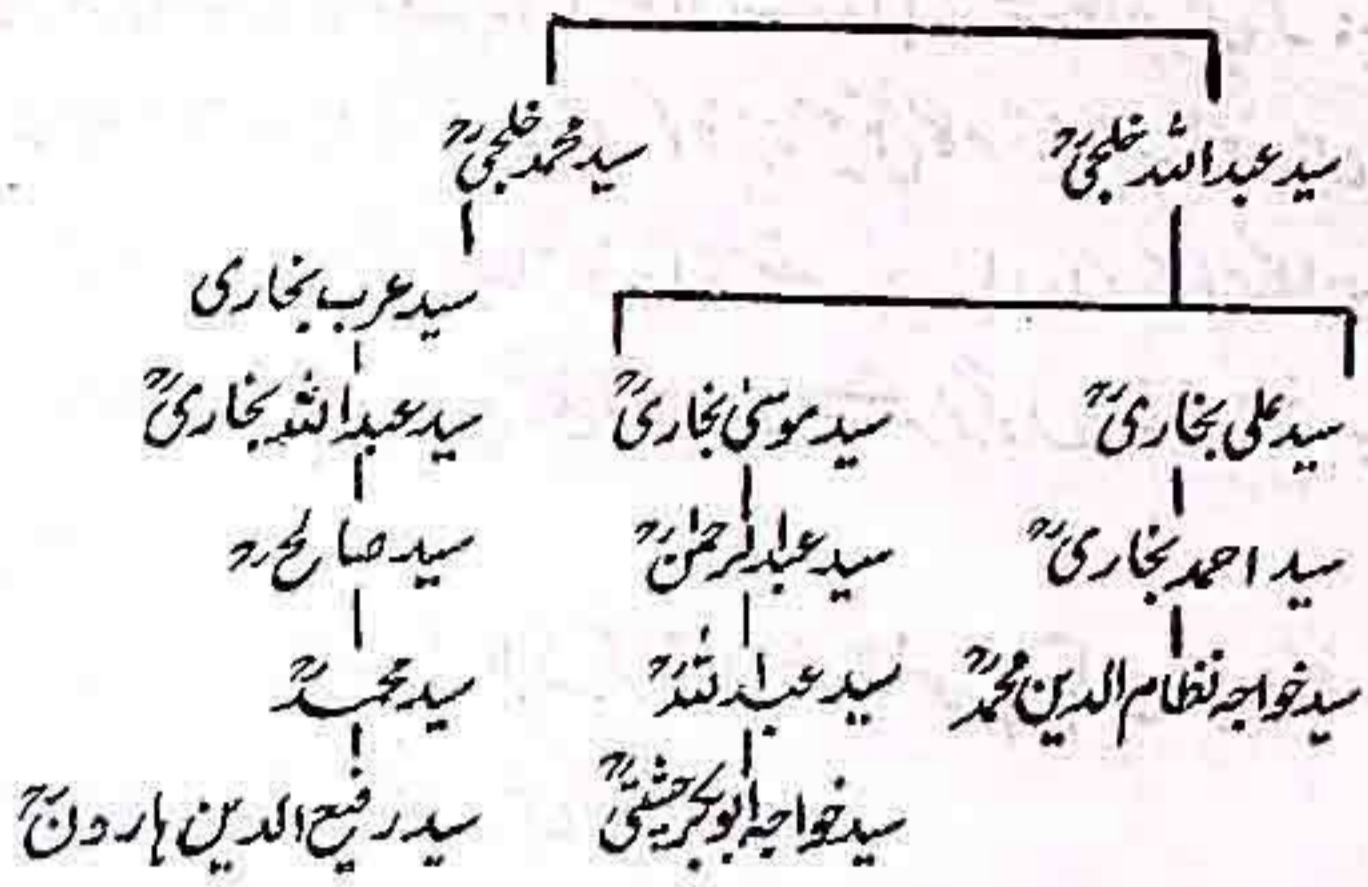 سید عبداللہ خلجیؒ
سید محمد خلجیؒ
سید عرب بخاری
سید علی بخاریؒ
سید موسیٰ بخاریؒ
سید عبداللہ بخاریؒ
سید احمد بخاریؒ
سید عبدالرحمٰنؒ
سید صالحؒ
سید خواجہ نظام الدین محمدؒ
سید عبداللہؒ
سید محمدؒ
سید خواجہ ابوبکر چشتیؒ
سید رفیع الدین ہارونؒ